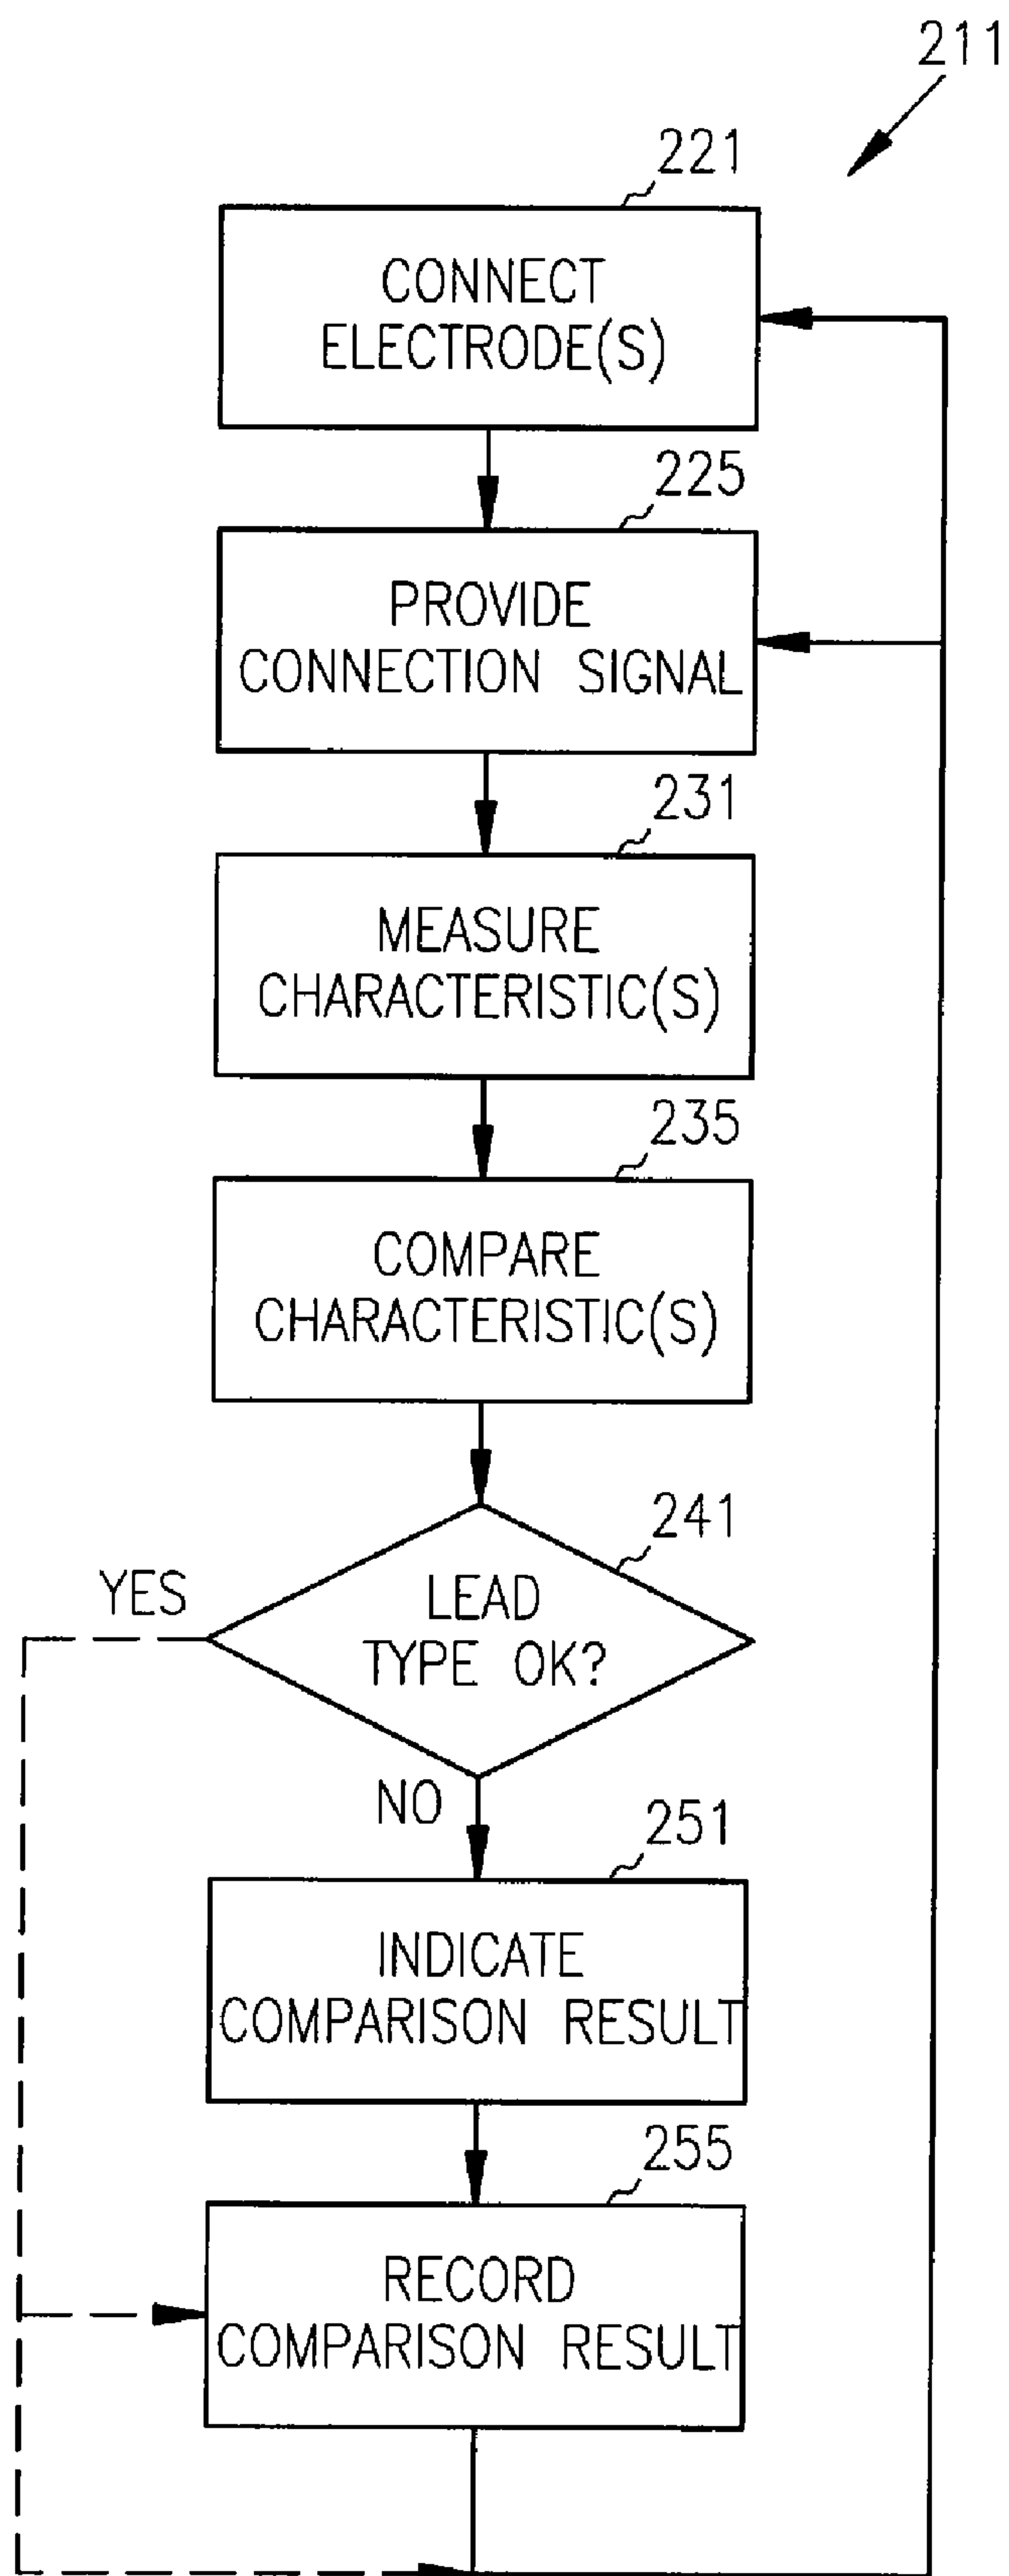 211
221
CONNECT
ELECTRODE(S)
225
PROVIDE
CONNECTION SIGNAL
231
MEASURE
CHARACTERISTIC(S)
235
COMPARE
CHARACTERISTIC(S)
241
YES
LEAD
TYPE OK?
NO
251
INDICATE
COMPARISON RESULT
255
RECORD
COMPARISON RESULT